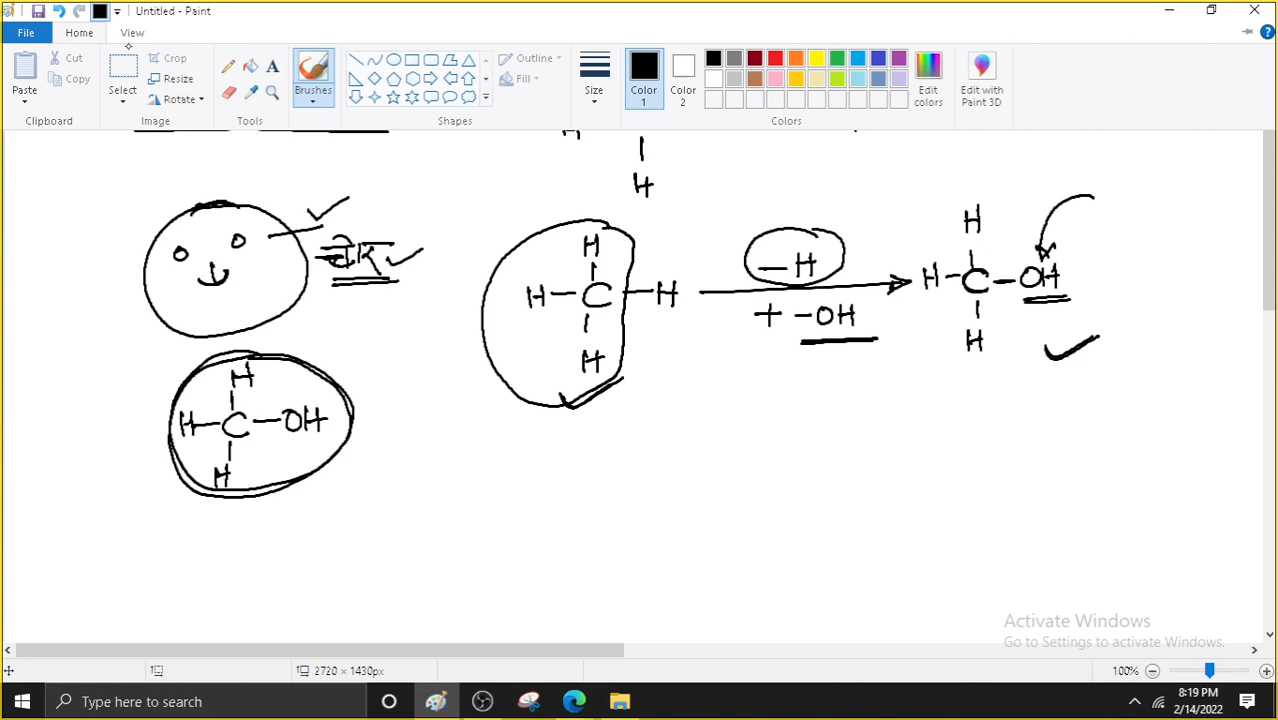 Untitled - Paint
File Home View
Paste
Cut
Copy
Clipboard
Select
Crop
Resize
Rotate
Image
Tools
Brushes
Shapes
Outline
Fill
Size
Color 1
Color 2
Colors
Edit colors
Edit with Paint 3D
H
H
H
H — C — H
H
— H
+ — OH
H
H — C — OH
H
H
H — C — OH
H
Activate Windows
Go to Settings to activate Windows.
2720 × 1430px
100%
Type here to search
8:19 PM
2/14/2022